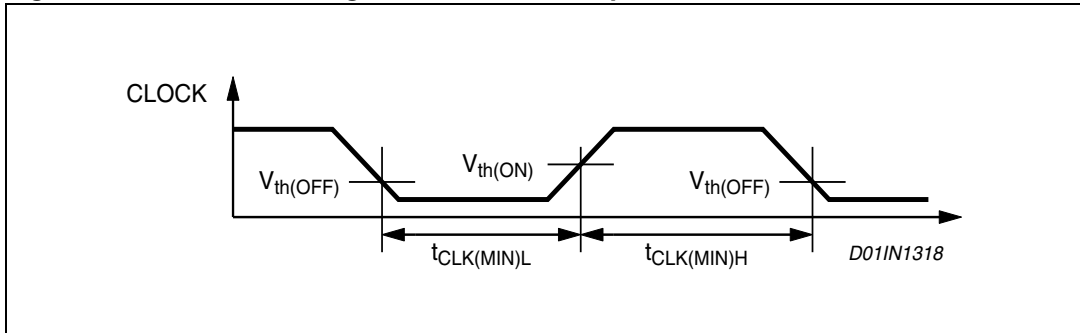 CLOCK
Vth(OFF)
Vth(ON)
Vth(OFF)
tCLK(MIN)L
tCLK(MIN)H
D01IN1318